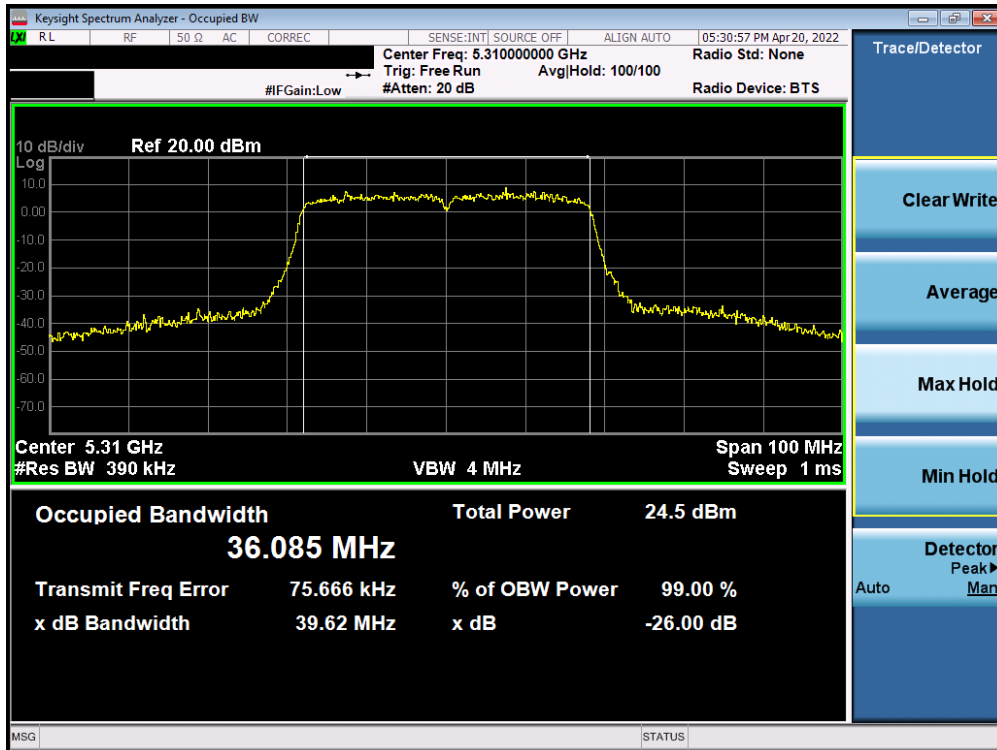 Keysight Spectrum Analyzer - Occupied BW
LXI RL RF 50 Ω AC CORREC SENSE:INT SOURCE OFF ALIGN AUTO 05:30:57 PM Apr 20, 2022
Center Freq: 5.310000000 GHz Radio Std: None
Trig: Free Run Avg|Hold: 100/100
#IFGain:Low #Atten: 20 dB Radio Device: BTS
10 dB/div Ref 20.00 dBm
Log
10.0
0.00
-10.0
-20.0
-30.0
-40.0
-50.0
-60.0
-70.0
Center 5.31 GHz Span 100 MHz
#Res BW 390 kHz VBW 4 MHz Sweep 1 ms
Occupied Bandwidth Total Power 24.5 dBm
36.085 MHz
Transmit Freq Error 75.666 kHz % of OBW Power 99.00 %
x dB Bandwidth 39.62 MHz x dB -26.00 dB
Trace/Detector
Clear Write
Average
Max Hold
Min Hold
Detector
Peak▶
Auto Man
MSG STATUS